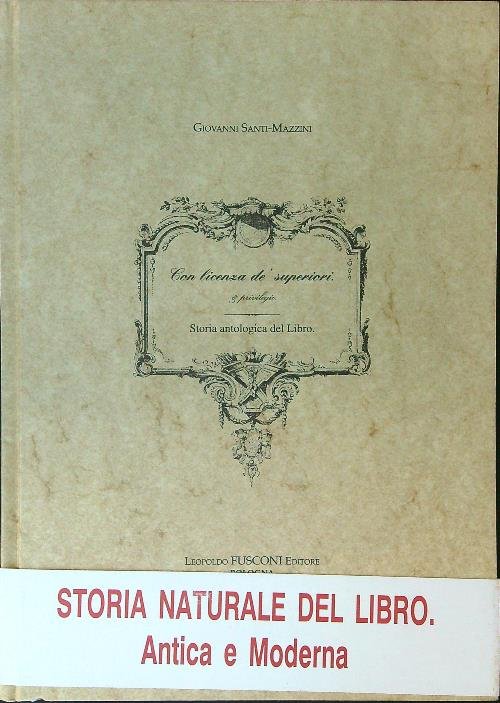 Giovanni Santi-Mazzini
Con licenza de' superiori.
& privilegio.
Storia antologica del Libro.
Leopoldo FUSCONI Editore
BOLOGNA
STORIA NATURALE DEL LIBRO.
Antica e Moderna